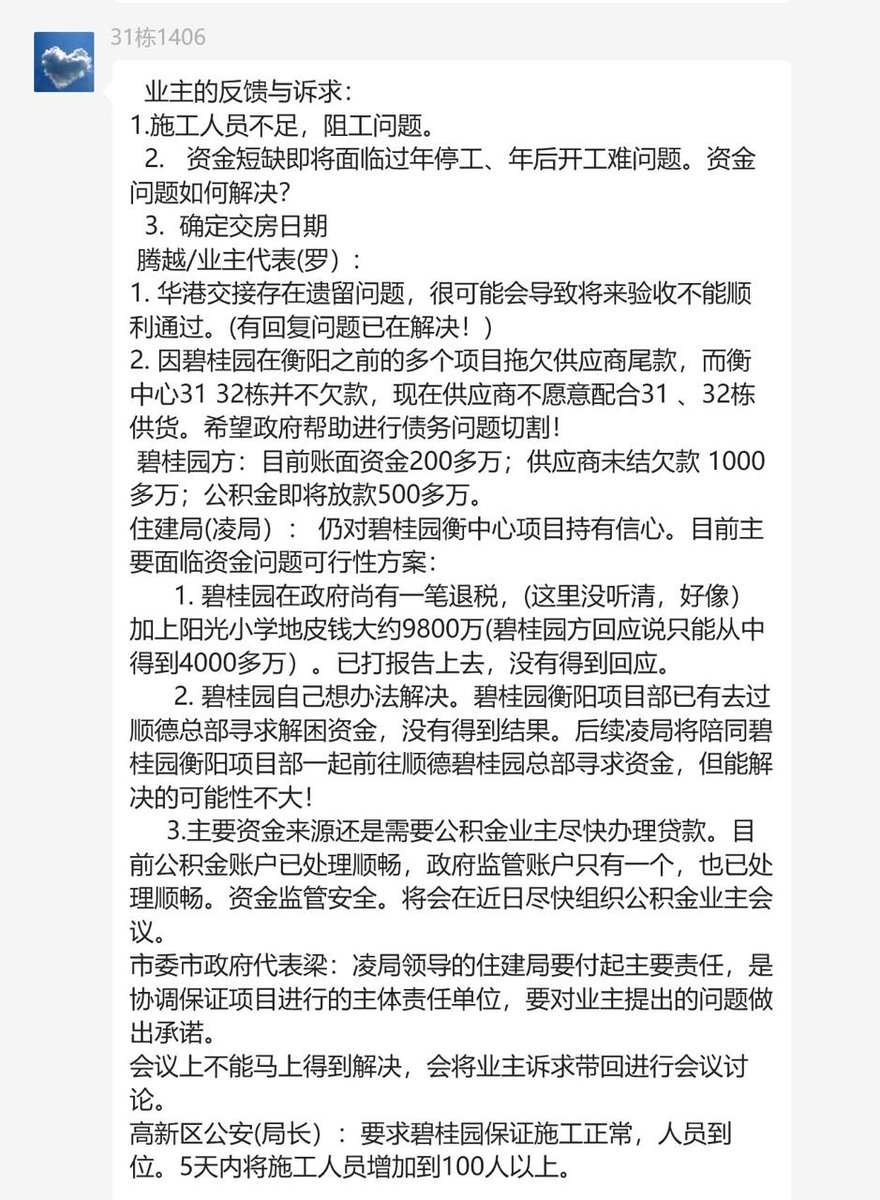 31栋1406
业主的反馈与诉求：
1.施工人员不足，阻工问题。
2. 资金短缺即将面临过年停工、年后开工难问题。资金
问题如何解决？
3. 确定交房日期
腾越/业主代表(罗）：
1. 华港交接存在遗留问题，很可能会导致将来验收不能顺
利通过。(有回复问题已在解决！)
2. 因碧桂园在衡阳之前的多个项目拖欠供应商尾款，而衡
中心31 32栋并不欠款，现在供应商不愿意配合31 、32栋
供货。希望政府帮助进行债务问题切割！
碧桂园方：目前账面资金200多万；供应商未结欠款 1000
多万；公积金即将放款500多万。
住建局(凌局）： 仍对碧桂园衡中心项目持有信心。目前主
要面临资金问题可行性方案：
1. 碧桂园在政府尚有一笔退税，(这里没听清，好像）
加上阳光小学地皮钱大约9800万(碧桂园方回应说只能从中
得到4000多万）。已打报告上去，没有得到回应。
2. 碧桂园自己想办法解决。碧桂园衡阳项目部已有去过
顺德总部寻求解困资金，没有得到结果。后续凌局将陪同碧
桂园衡阳项目部一起前往顺德碧桂园总部寻求资金，但能解
决的可能性不大！
3.主要资金来源还是需要公积金业主尽快办理贷款。目
前公积金账户已处理顺畅，政府监管账户只有一个，也已处
理顺畅。资金监管安全。将会在近日尽快组织公积金业主会
议。
市委市政府代表梁：凌局领导的住建局要付起主要责任，是
协调保证项目进行的主体责任单位，要对业主提出的问题做
出承诺。
会议上不能马上得到解决，会将业主诉求带回进行会议讨
论。
高新区公安(局长）：要求碧桂园保证施工正常，人员到
位。5天内将施工人员增加到100人以上。